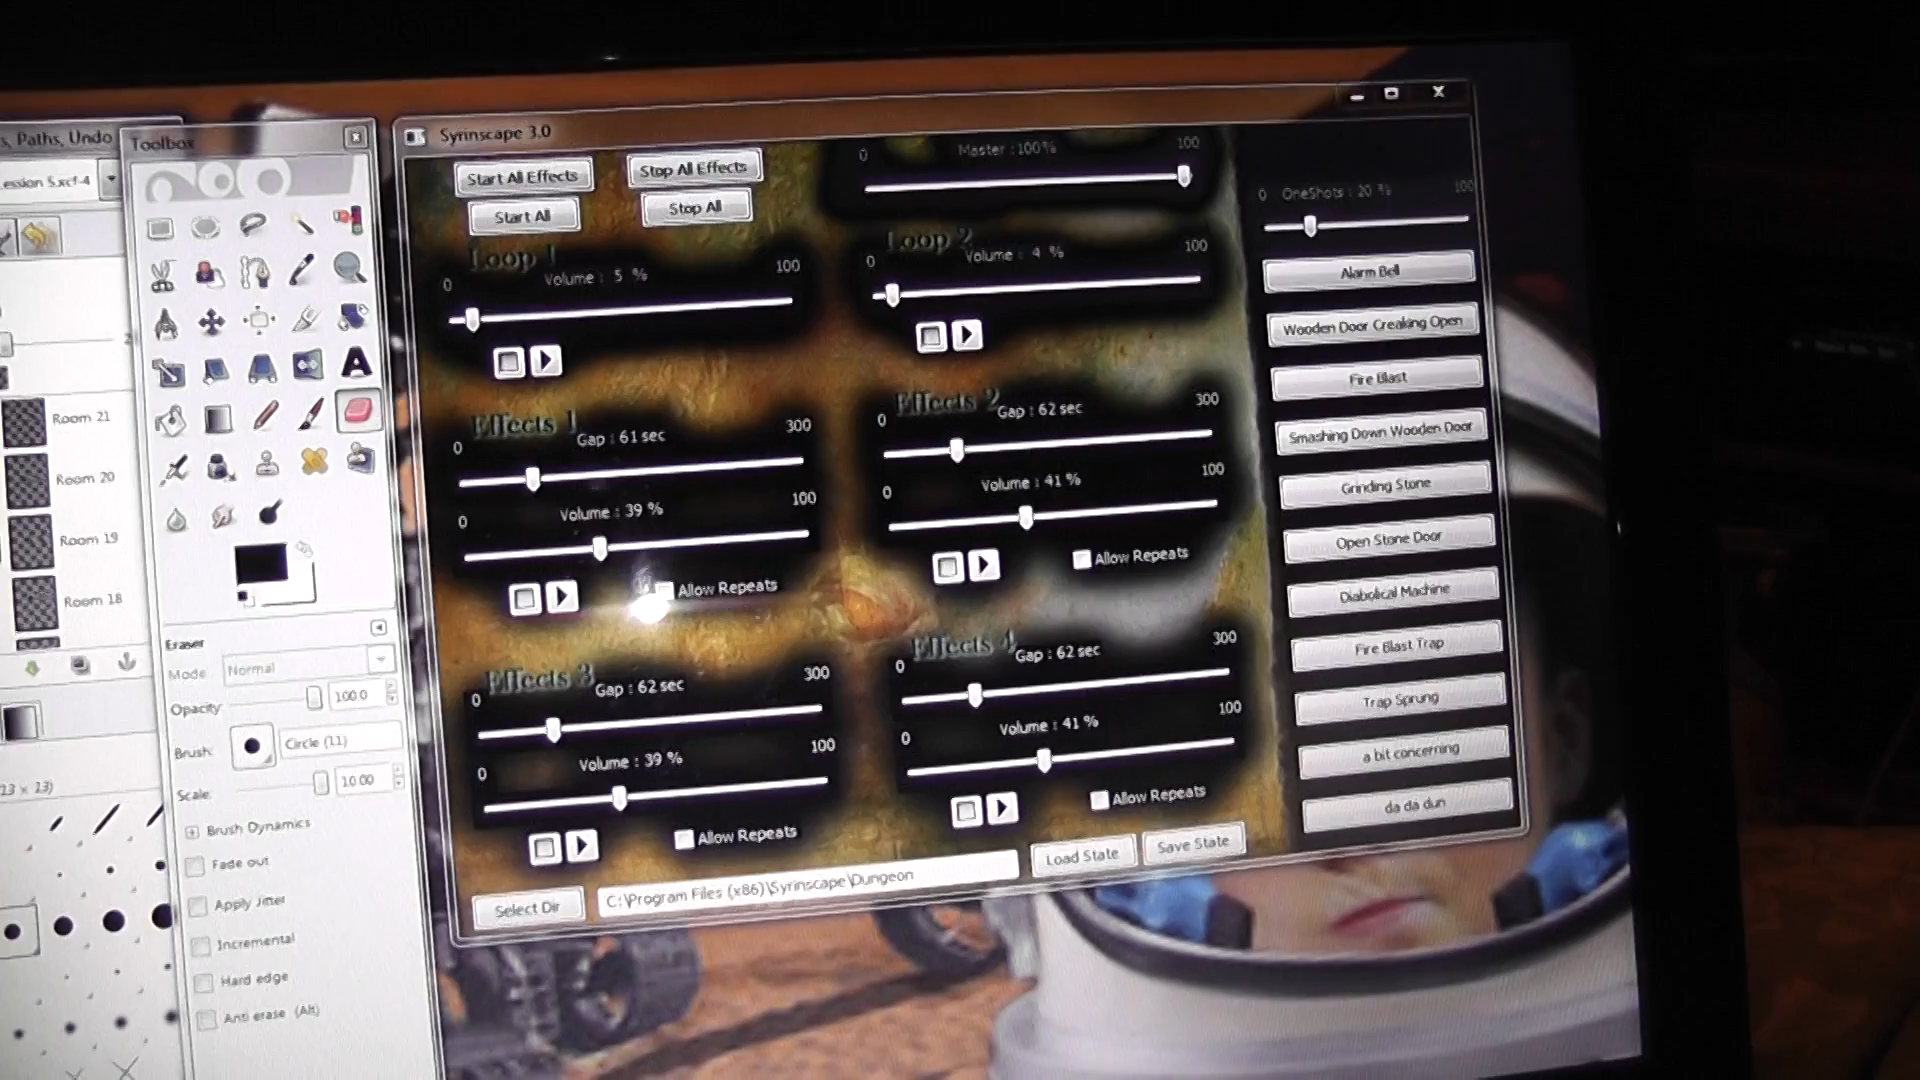 s, Paths, Undo
ession 5.xcf-4
Room 21
Room 20
Room 19
Room 18
13 x 13)
Toolbox
Eraser
Mode
Normal
Opacity
100.0
Brush:
Circle (11)
Scale:
10.00
Brush Dynamics
Fade out
Apply Jitter
Incremental
Hard edge
Anti erase (Alt)
Syrinscape 3.0
Start All Effects
Stop All Effects
Start All
Stop All
0 Master :100% 100
Loop 1
0 Volume : 5 % 100
Loop 2
0 Volume : 4 % 100
Effects 1
0 Gap : 61 sec 300
0 Volume : 39 % 100
Allow Repeats
Effects 2
0 Gap : 62 sec 300
0 Volume : 41 % 100
Allow Repeats
Effects 3
0 Gap : 62 sec 300
0 Volume : 39 % 100
Allow Repeats
Effects 4
0 Gap : 62 sec 300
0 Volume : 41 % 100
Allow Repeats
Select Dir
C:\Program Files (x86)\Syrinscape\Dungeon
Load State
Save State
0 OneShots : 20 % 100
Alarm Bell
Wooden Door Creaking Open
Fire Blast
Smashing Down Wooden Door
Grinding Stone
Open Stone Door
Diabolical Machine
Fire Blast Trap
Trap Sprung
a bit concerning
da da dun